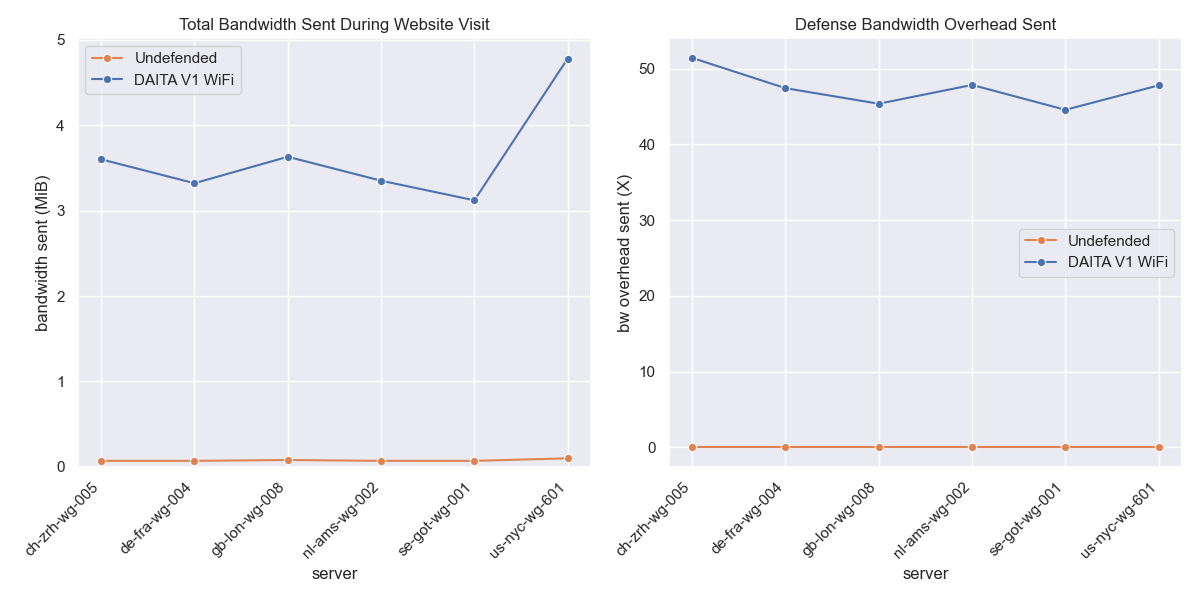 Total Bandwidth Sent During Website Visit
5
4
3
2
1
0
bandwidth sent (MiB)
Undefended
DAITA V1 WiFi
ch-zrh-wg-005
de-fra-wg-004
gb-lon-wg-008
nl-ams-wg-002
se-got-wg-001
us-nyc-wg-601
server
Defense Bandwidth Overhead Sent
50
40
30
20
10
0
bw overhead sent (X)
Undefended
DAITA V1 WiFi
ch-zrh-wg-005
de-fra-wg-004
gb-lon-wg-008
nl-ams-wg-002
se-got-wg-001
us-nyc-wg-601
server